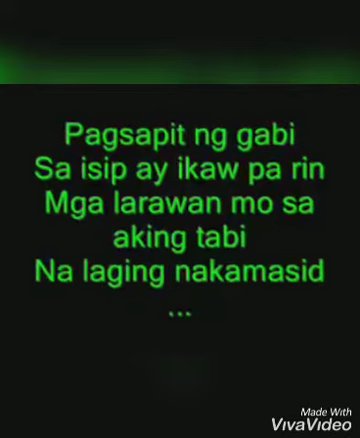 Pagsapit ng gabi
Sa isip ay ikaw pa rin
Mga larawan mo sa
aking tabi
Na laging nakamasid
...
Made With
VivaVideo